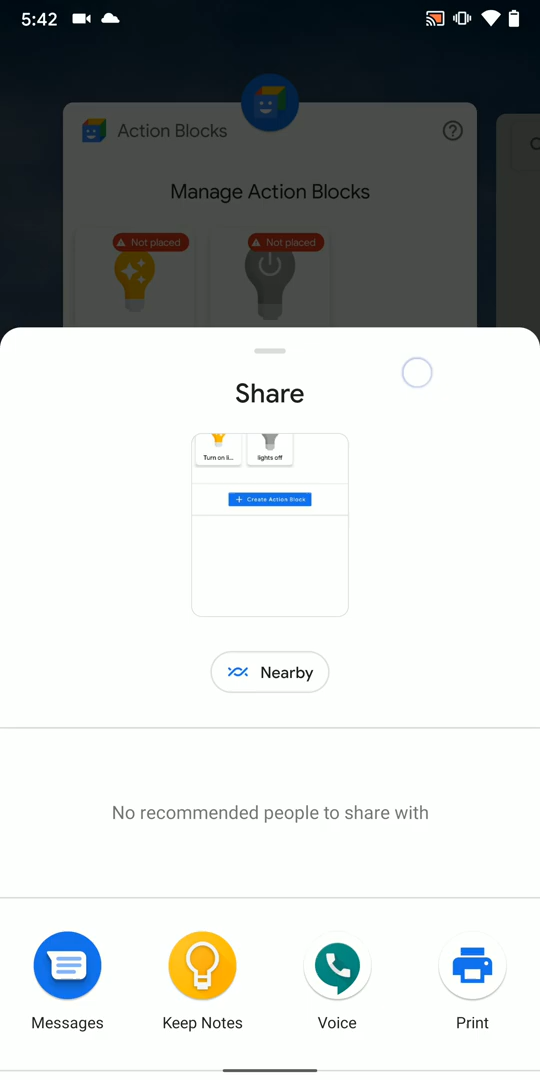 5:42
Action Blocks
Manage Action Blocks
Not placed
Not placed
Share
Turn on li...
lights off
+ Create Action Block
Nearby
No recommended people to share with
Messages
Keep Notes
Voice
Print